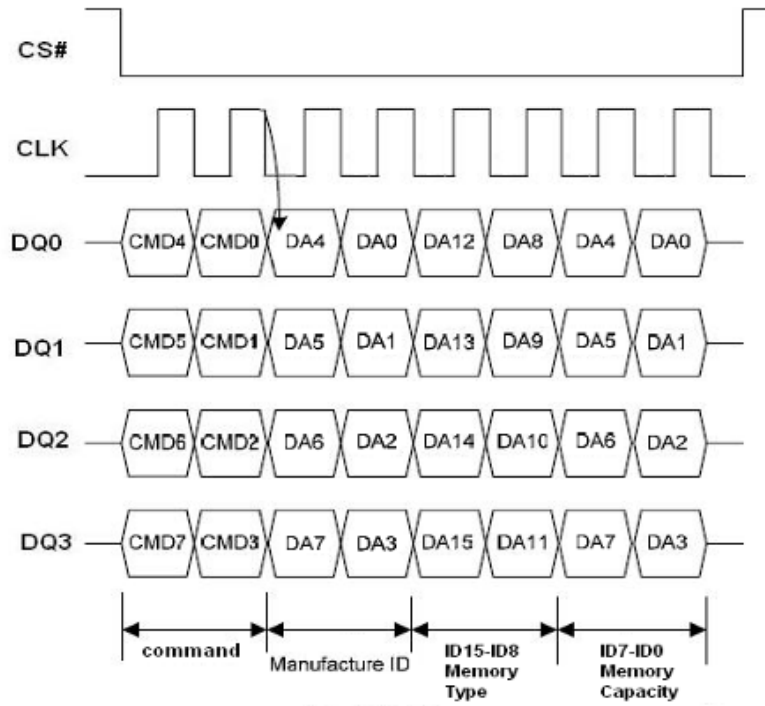 CS#
CLK
DQ0 CMD4 CMD0 DA4 DA0 DA12 DA8 DA4 DA0
DQ1 CMD5 CMD1 DA5 DA1 DA13 DA9 DA5 DA1
DQ2 CMD6 CMD2 DA6 DA2 DA14 DA10 DA6 DA2
DQ3 CMD7 CMD3 DA7 DA3 DA15 DA11 DA7 DA3
command
Manufacture ID
ID15-ID8
Memory
Type
ID7-ID0
Memory
Capacity